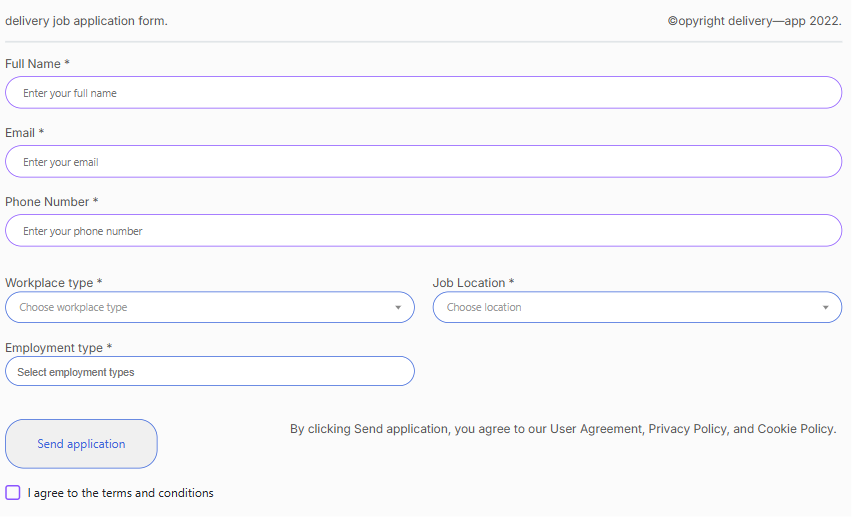 delivery job application form.
©opyright delivery—app 2022.
Full Name *
Enter your full name
Email *
Enter your email
Phone Number *
Enter your phone number
Workplace type *
Job Location *
Choose workplace type
Choose location
Employment type *
Select employment types
Send application
By clicking Send application, you agree to our User Agreement, Privacy Policy, and Cookie Policy.
I agree to the terms and conditions